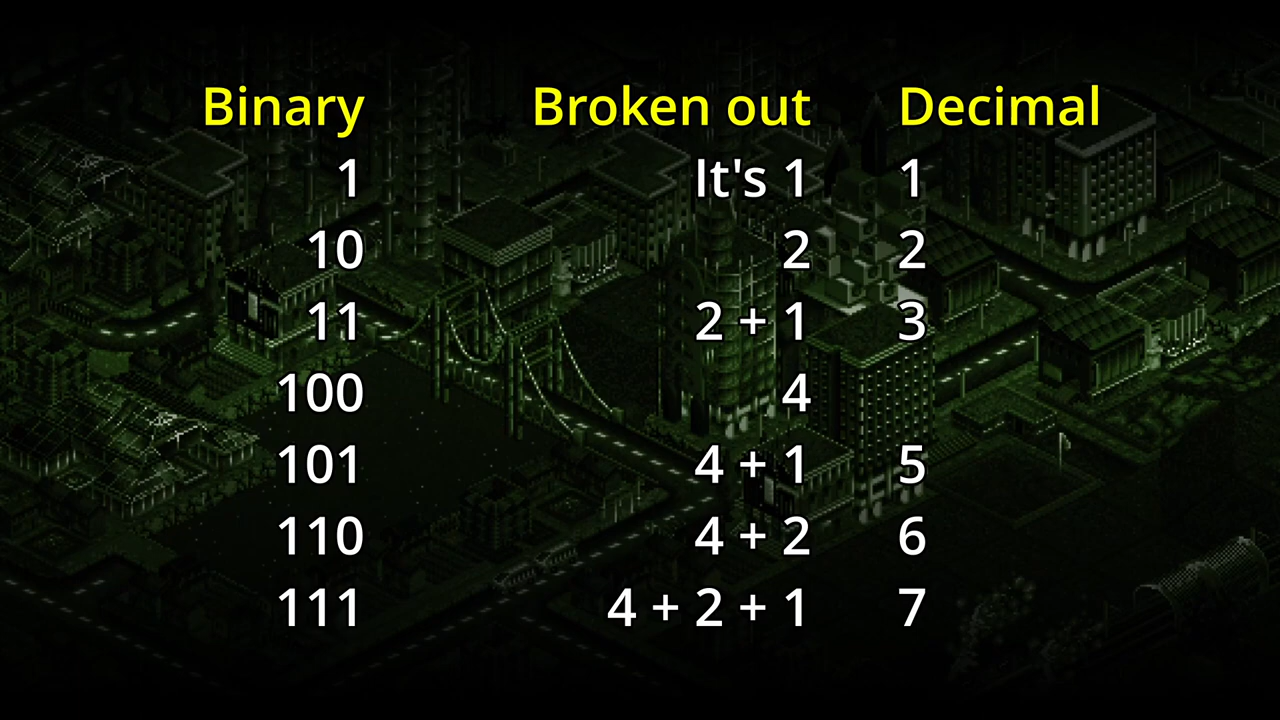 Binary Broken out Decimal
1 It's 1 1
10 2 2
11 2 + 1 3
100 4
101 4 + 1 5
110 4 + 2 6
111 4 + 2 + 1 7